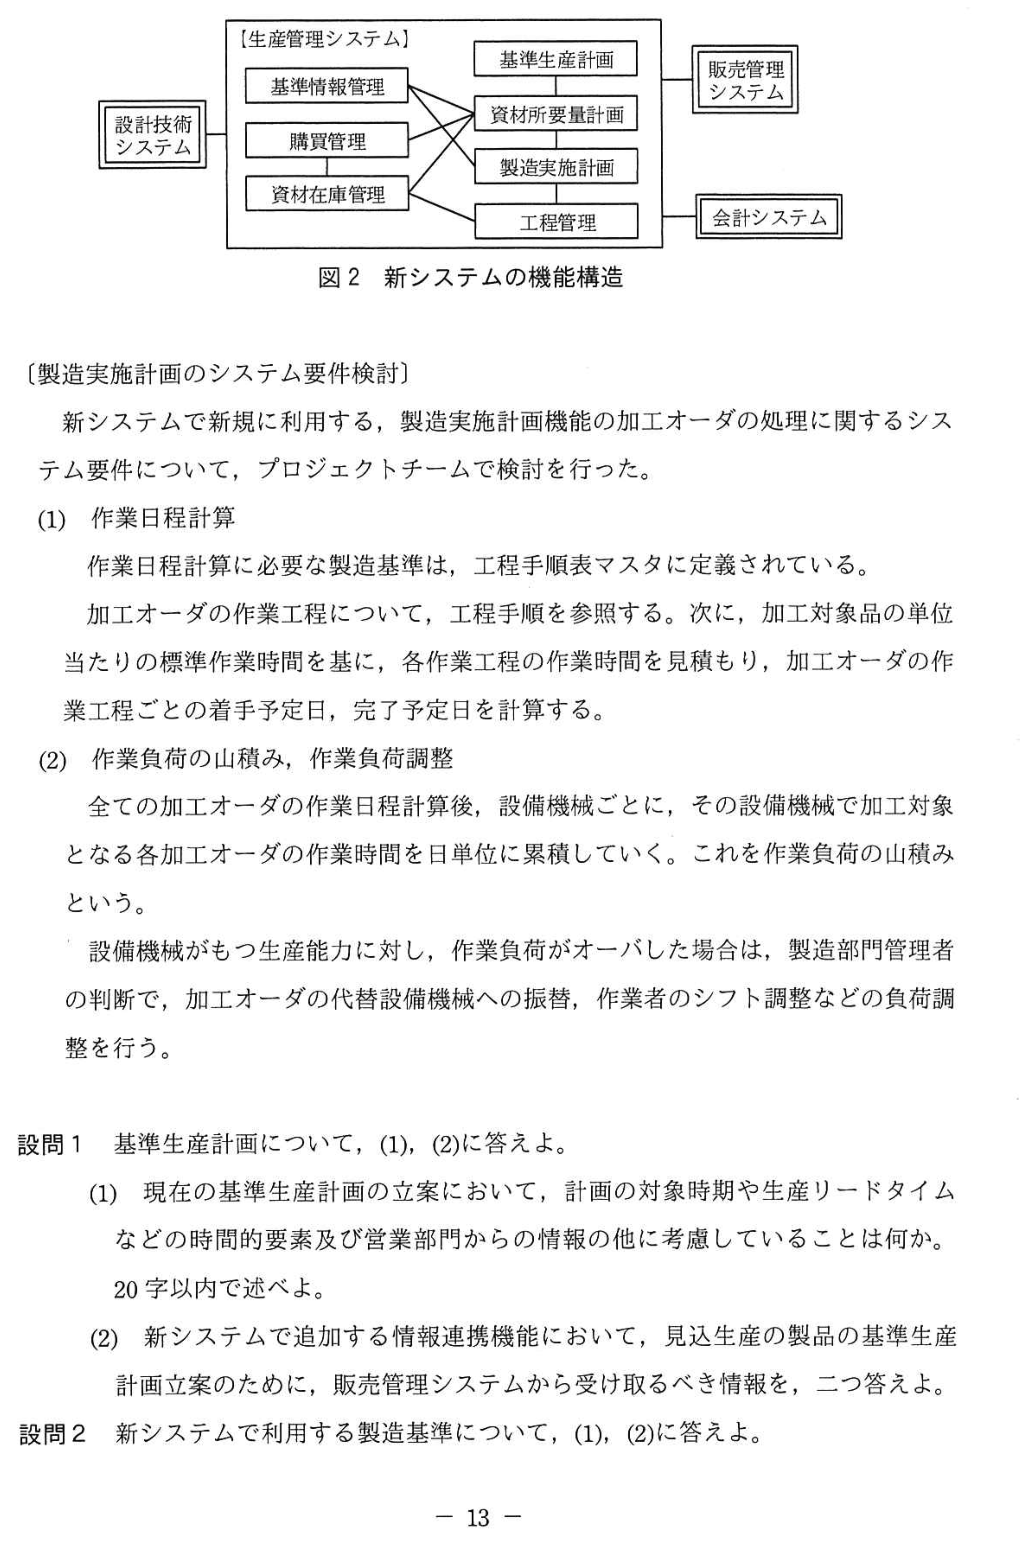 【生産管理システム】
基準情報管理
購買管理
資材在庫管理
基準生産計画
資材所要量計画
製造実施計画
工程管理
設計技術
システム
販売管理
システム
会計システム
図2 新システムの機能構造
〔製造実施計画のシステム要件検討〕
新システムで新規に利用する，製造実施計画機能の加工オーダの処理に関するシス
テム要件について，プロジェクトチームで検討を行った。
(1) 作業日程計算
作業日程計算に必要な製造基準は，工程手順表マスタに定義されている。
加工オーダの作業工程について，工程手順を参照する。次に，加工対象品の単位
当たりの標準作業時間を基に，各作業工程の作業時間を見積もり，加工オーダの作
業工程ごとの着手予定日，完了予定日を計算する。
(2) 作業負荷の山積み，作業負荷調整
全ての加工オーダの作業日程計算後，設備機械ごとに，その設備機械で加工対象
となる各加工オーダの作業時間を日単位に累積していく。これを作業負荷の山積み
という。
設備機械がもつ生産能力に対し，作業負荷がオーバした場合は，製造部門管理者
の判断で，加工オーダの代替設備機械への振替，作業者のシフト調整などの負荷調
整を行う。
設問1 基準生産計画について，(1)，(2)に答えよ。
(1) 現在の基準生産計画の立案において，計画の対象時期や生産リードタイム
などの時間的要素及び営業部門からの情報の他に考慮していることは何か。
20字以内で述べよ。
(2) 新システムで追加する情報連携機能において，見込生産の製品の基準生産
計画立案のために，販売管理システムから受け取るべき情報を，二つ答えよ。
設問2 新システムで利用する製造基準について，(1)，(2)に答えよ。
－ 13 －